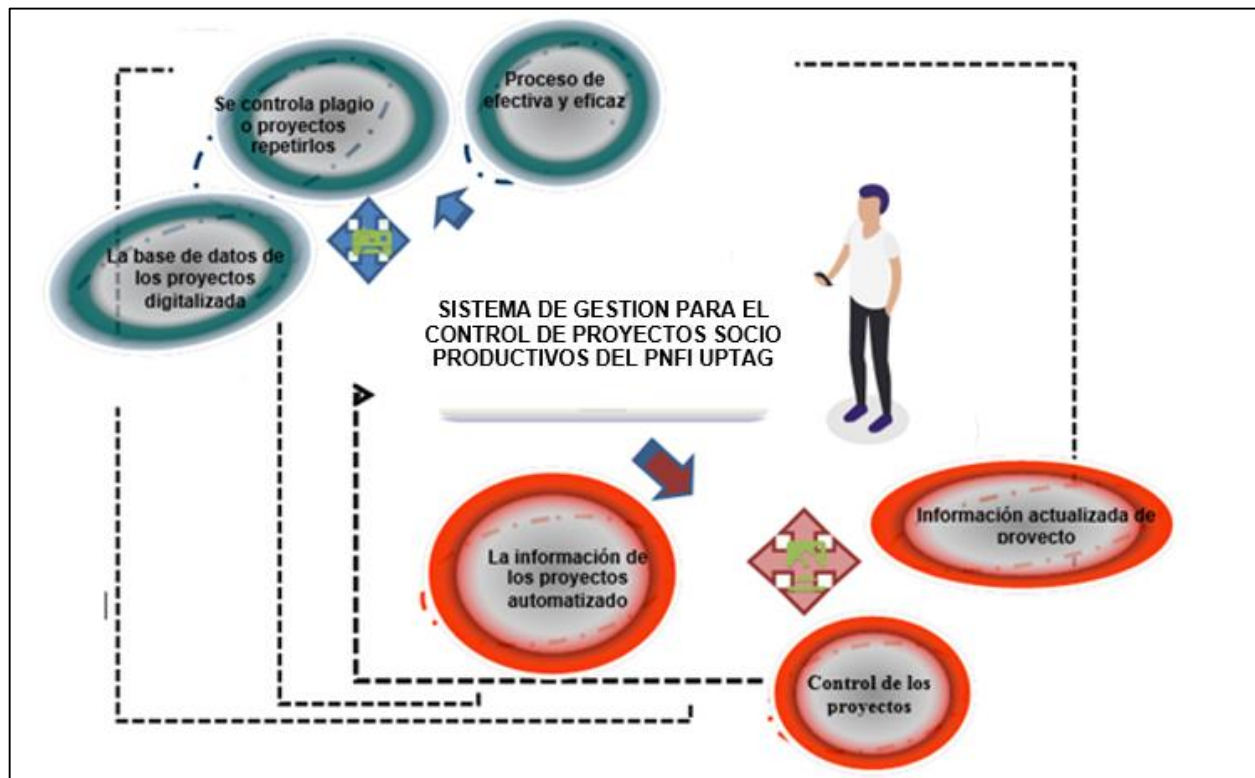 Proceso de
efectiva y eficaz
Se controla plagio
o proyectos
repetirlos
La base de datos de
los proyectos
digitalizada
SISTEMA DE GESTION PARA EL
CONTROL DE PROYECTOS SOCIO
PRODUCTIVOS DEL PNFI UPTAG
Información actualizada de
proyecto
La información de
los proyectos
automatizado
Control de los
proyectos